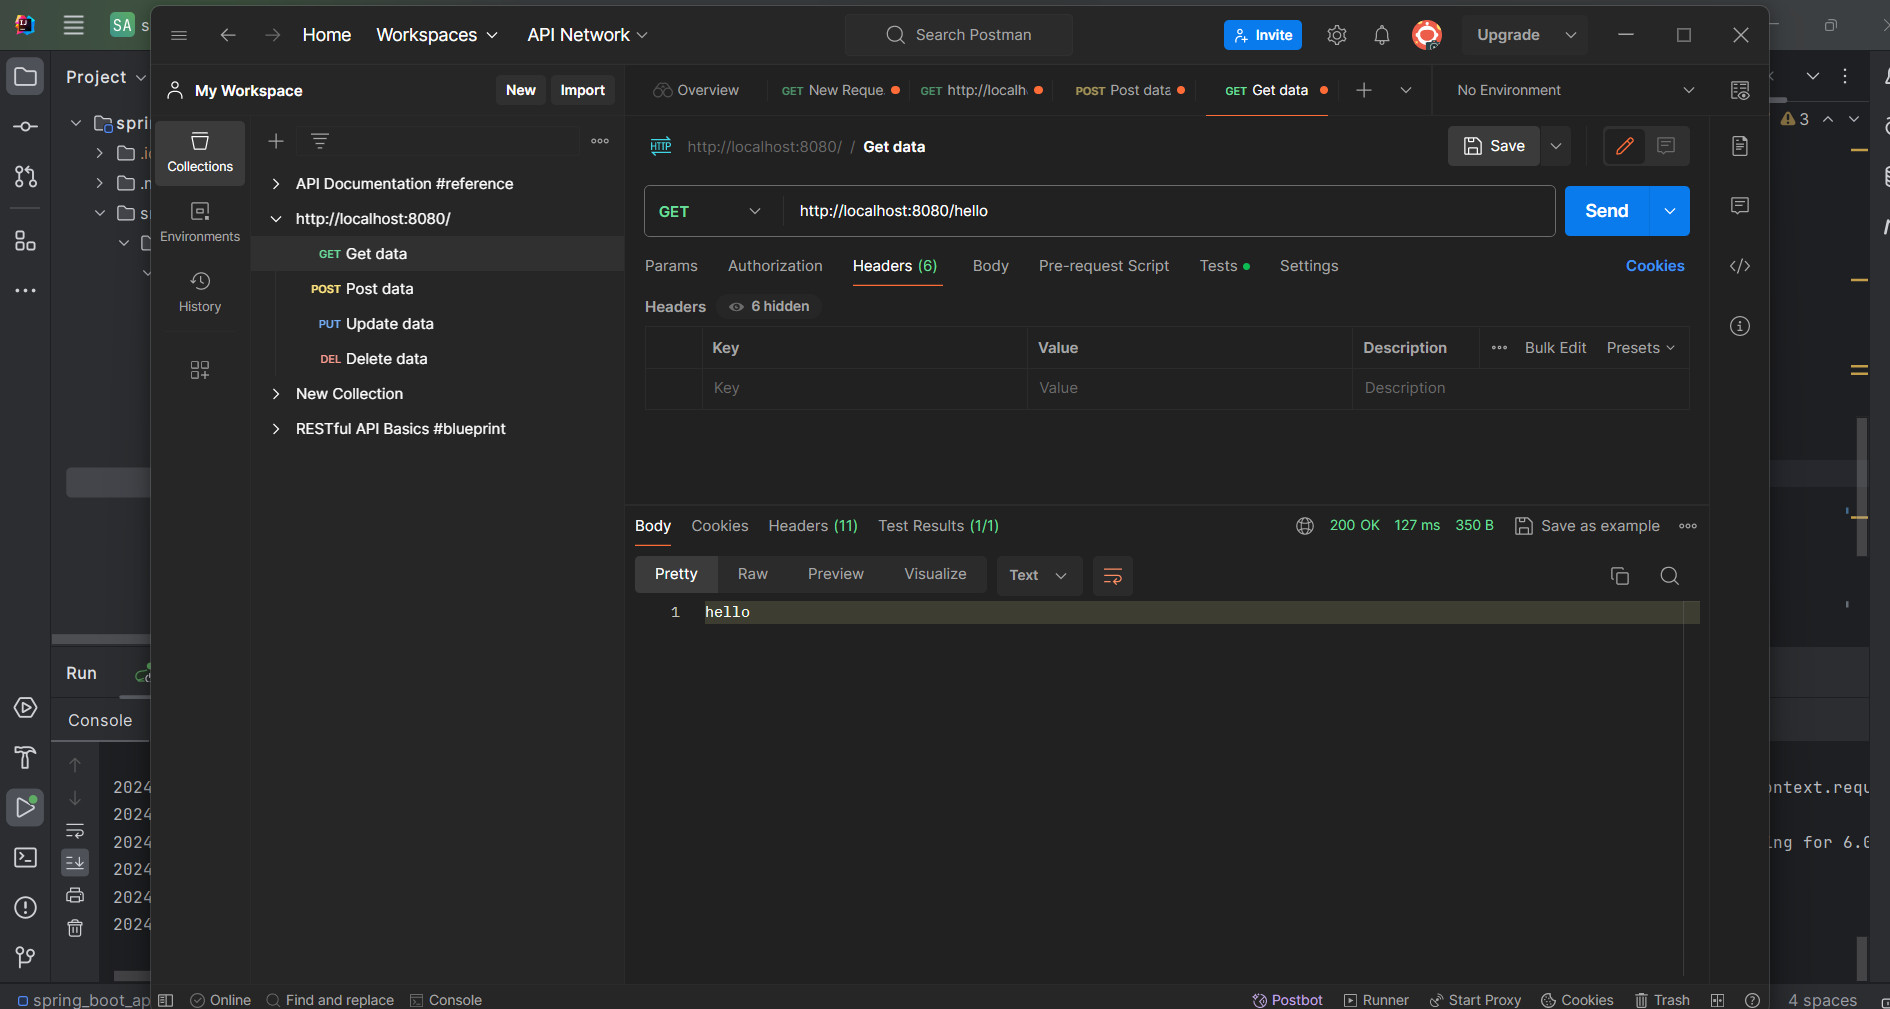 SA s
Home Workspaces API Network Search Postman Invite Upgrade
Project
My Workspace New Import
Overview GET New Reque. GET http://localh POST Post data GET Get data No Environment
3
spri
Collections
http://localhost:8080/ / Get data Save
API Documentation #reference
http://localhost:8080/
GET http://localhost:8080/hello Send
Environments
GET Get data
Params Authorization Headers (6) Body Pre-request Script Tests Settings Cookies
POST Post data
History
Headers 6 hidden
PUT Update data
Key Value Description Bulk Edit Presets
DEL Delete data
Key Value Description
New Collection
RESTful API Basics #blueprint
Body Cookies Headers (11) Test Results (1/1) 200 OK 127 ms 350 B Save as example
Pretty Raw Preview Visualize Text
1 hello
Run
Console
2024 ontext.requ
2024
2024 ing for 6.0
2024
2024
2024
spring_boot_ap Online Find and replace Console Postbot Runner Start Proxy Cookies Trash 4 spaces